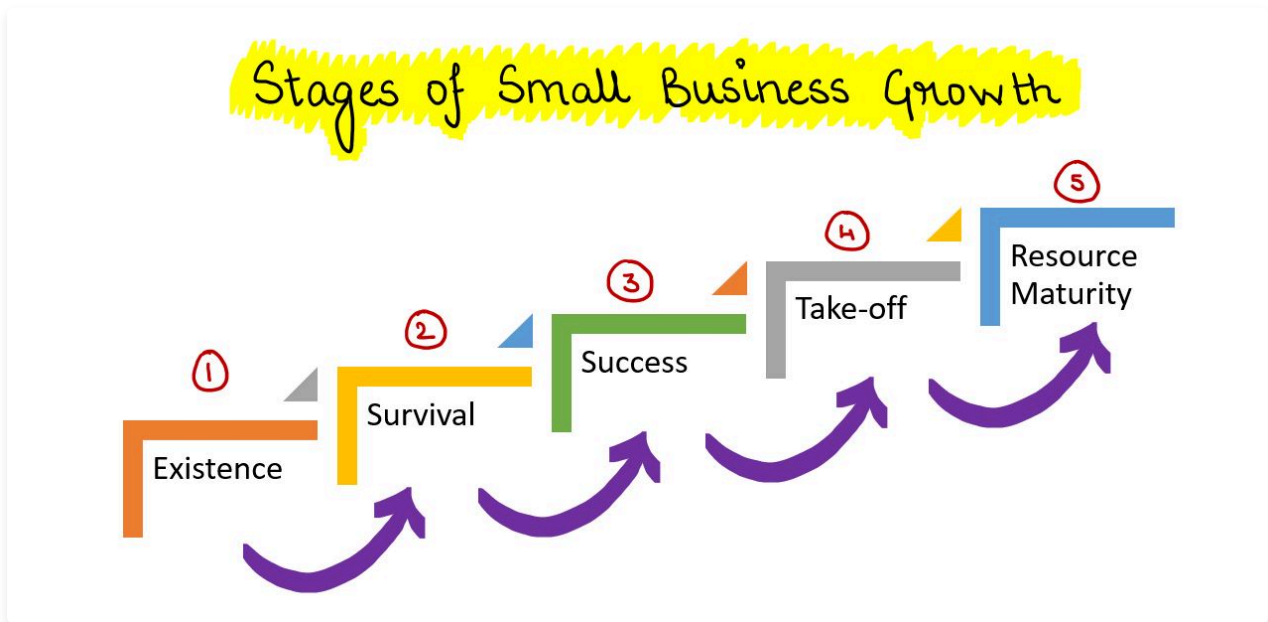 Stages of Small Business Growth
1
Existence
2
Survival
3
Success
4
Take-off
5
Resource
Maturity